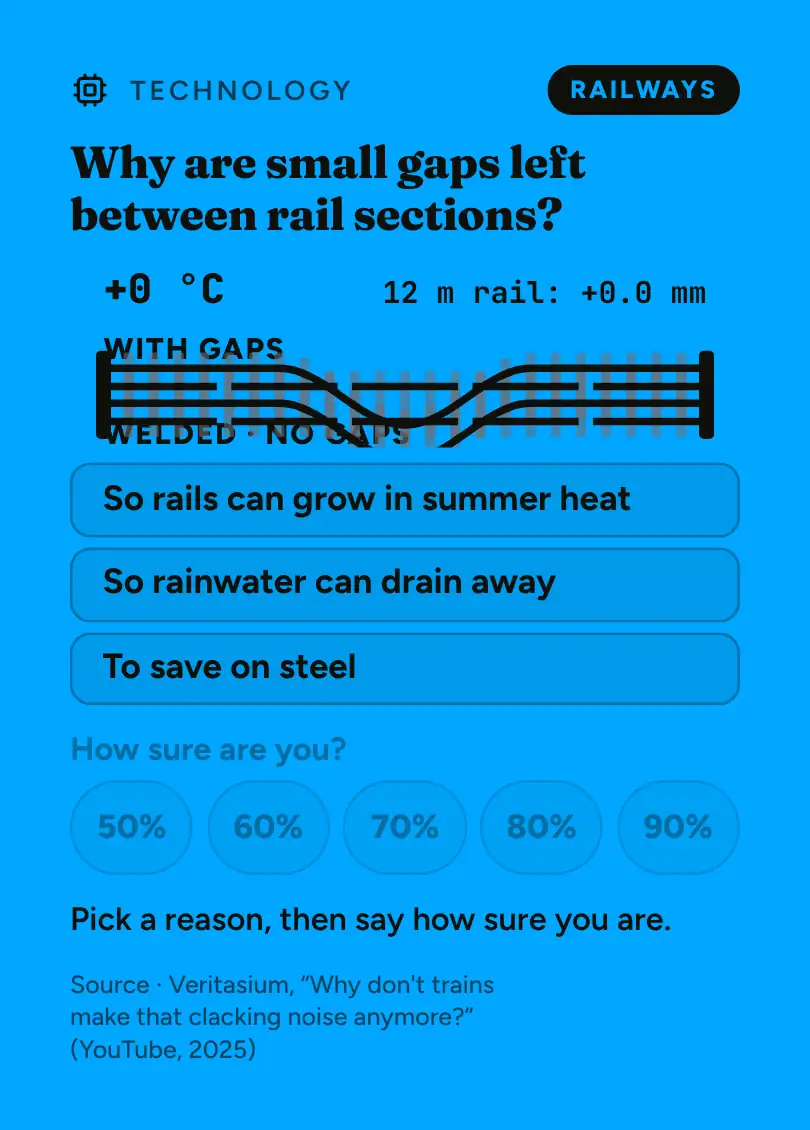 TECHNOLOGY
RAILWAYS
Why are small gaps left
between rail sections?
+0 °C
12 m rail: +0.0 mm
WITH GAPS
WELDED · NO GAPS
So rails can grow in summer heat
So rainwater can drain away
To save on steel
How sure are you?
50% 60% 70% 80% 90%
Pick a reason, then say how sure you are.
Source · Veritasium, “Why don't trains
make that clacking noise anymore?”
(YouTube, 2025)